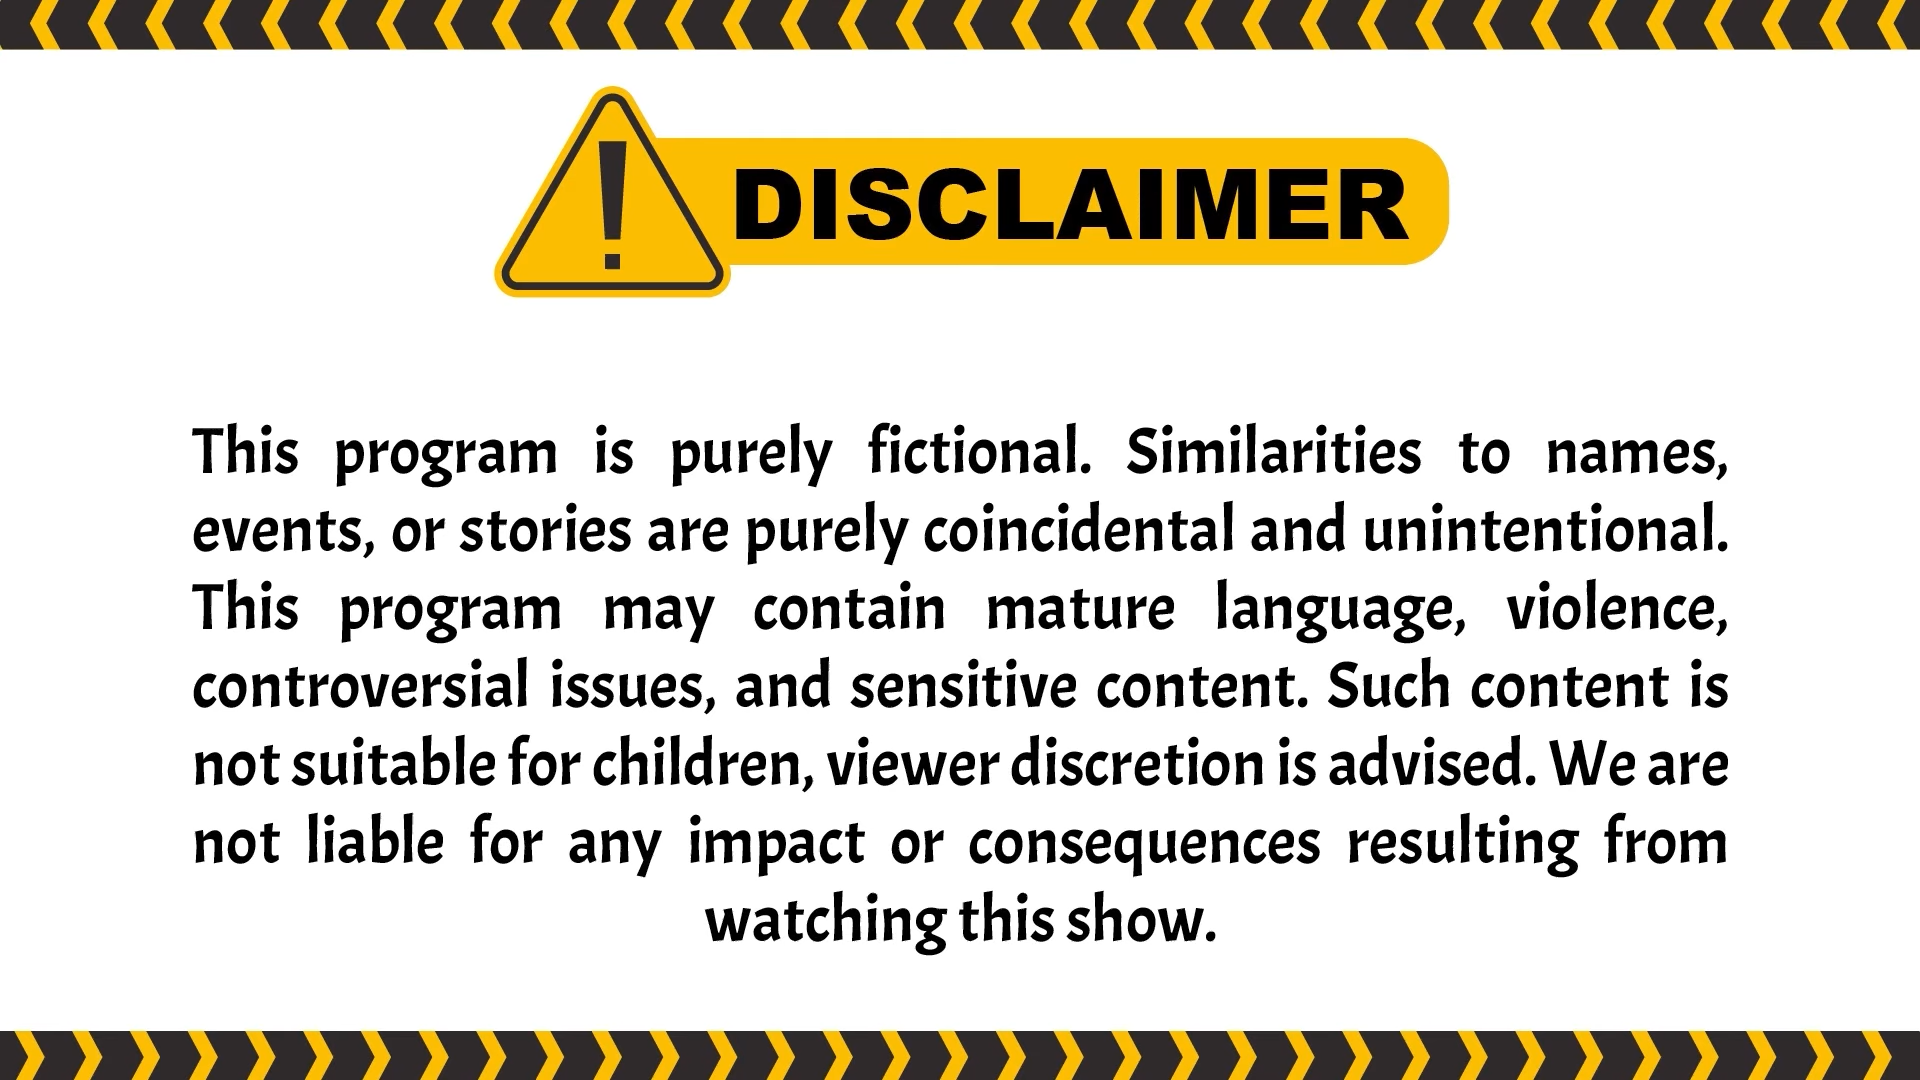 DISCLAIMER
This program is purely fictional. Similarities to names,
events, or stories are purely coincidental and unintentional.
This program may contain mature language, violence,
controversial issues, and sensitive content. Such content is
not suitable for children, viewer discretion is advised. We are
not liable for any impact or consequences resulting from
watching this show.